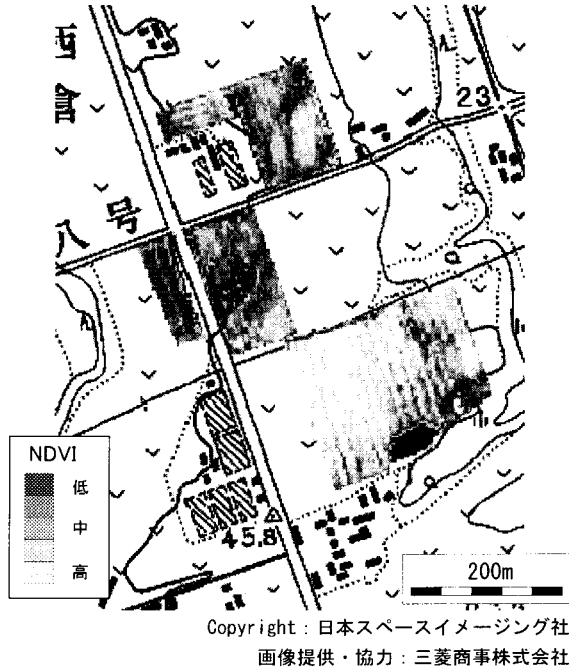 西倉
23
八号
NDVI
低
中
高
45.8
200m
Copyright：日本スペースイメージング社
画像提供・協力：三菱商事株式会社